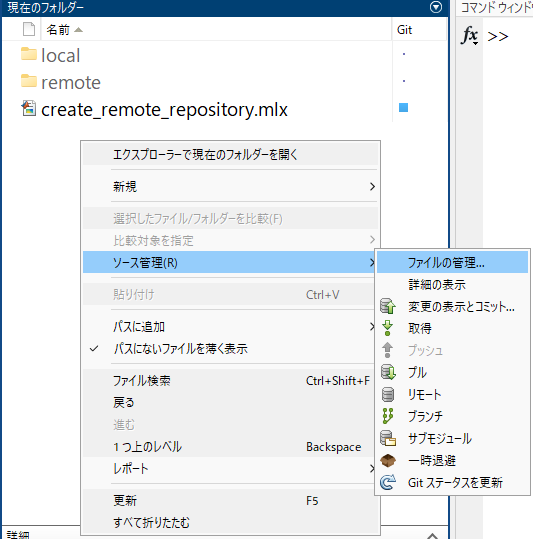 現在のフォルダー
コマンド ウィンドウ
名前
Git
fx >>
local
remote
create_remote_repository.mlx
エクスプローラーで現在のフォルダーを開く
新規
選択したファイル/フォルダーを比較(F)
比較対象を指定
ソース管理(R)
貼り付け Ctrl+V
パスに追加
パスにないファイルを薄く表示
ファイル検索 Ctrl+Shift+F
戻る
進む
1 つ上のレベル Backspace
レポート
更新 F5
すべて折りたたむ
ファイルの管理...
詳細の表示
変更の表示とコミット...
取得
プッシュ
プル
リモート
ブランチ
サブモジュール
一時退避
Git ステータスを更新
詳細